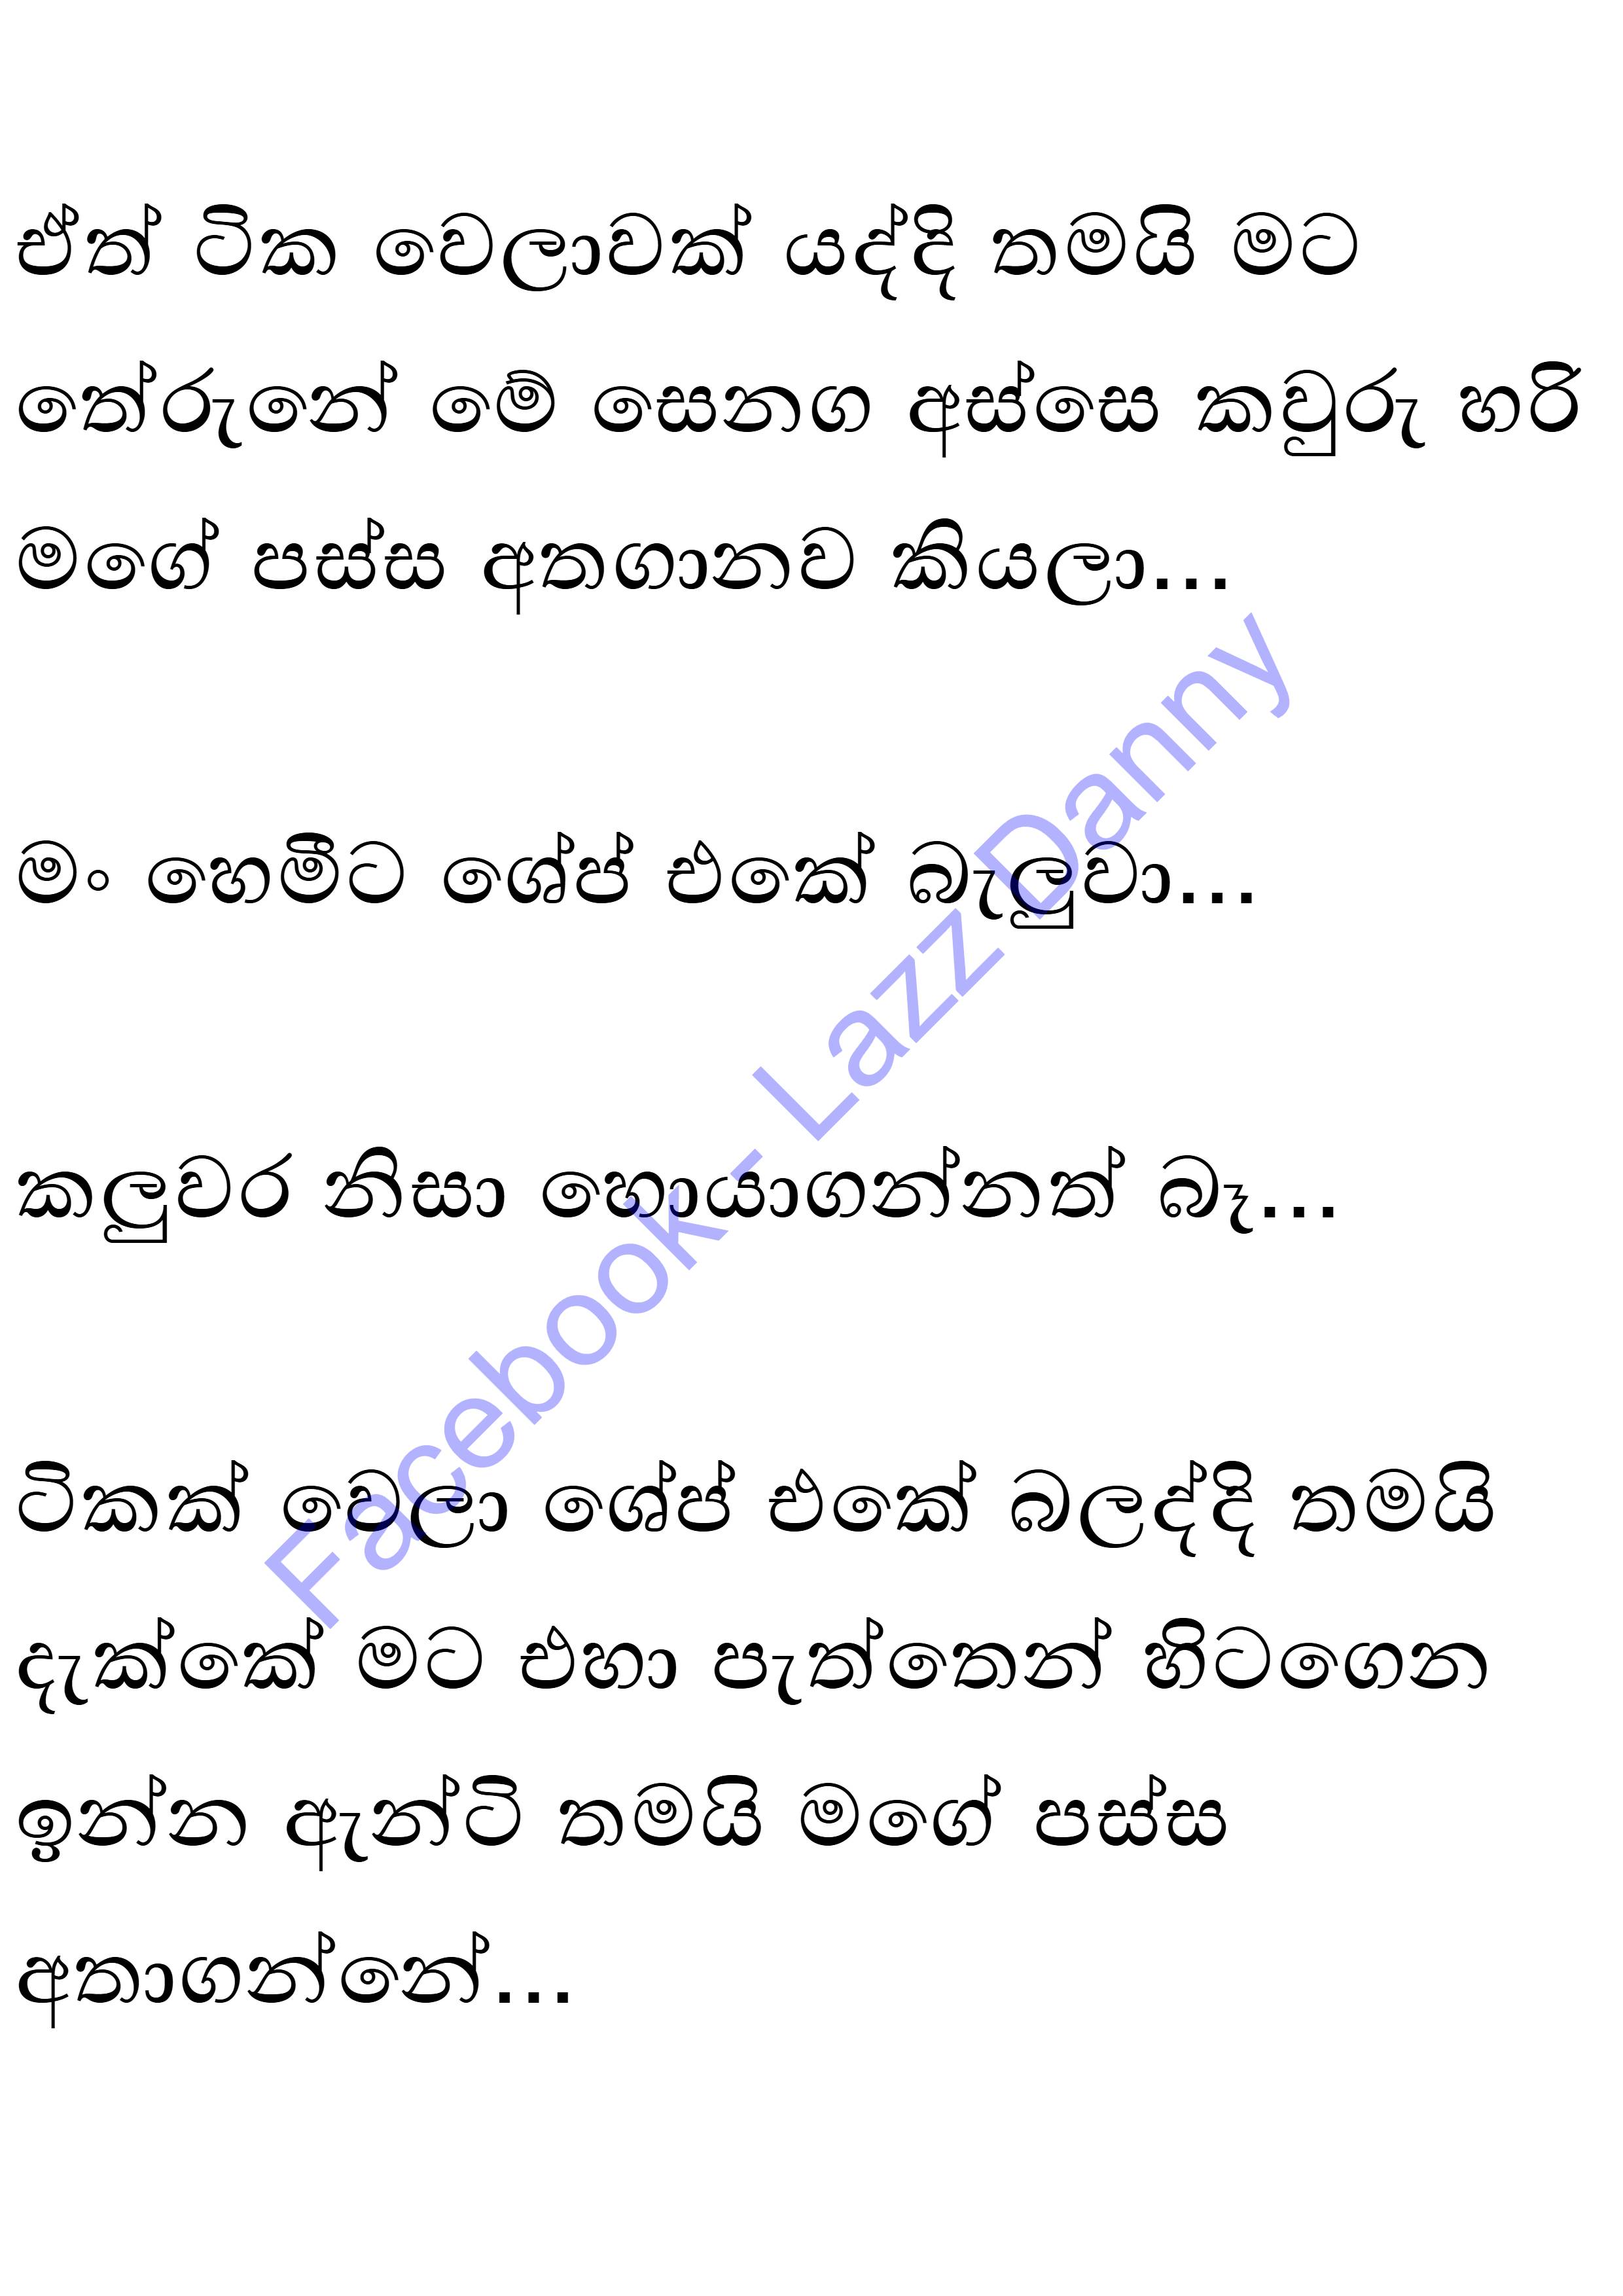 ඒත් ටික වෙලාවක් යද්දි තමයි මට
තේරුනේ මේ සෙනග අස්සෙ කවුරු හරි
මගේ පස්ස අතගානව කියලා...
මං හෙමීට ශේප් එකේ බැලුවා...
කලුවර නිසා හොයාගන්නත් බෑ...
ටිකක් වෙලා ශේප් එකේ බලද්දි තමයි
දැක්කේ මට එහා පැත්තෙන් හිටගෙන
ඉන්න ඇන්ටි තමයි මගේ පස්ස
අතාගන්නේ...
Facebook- Lazz Danny